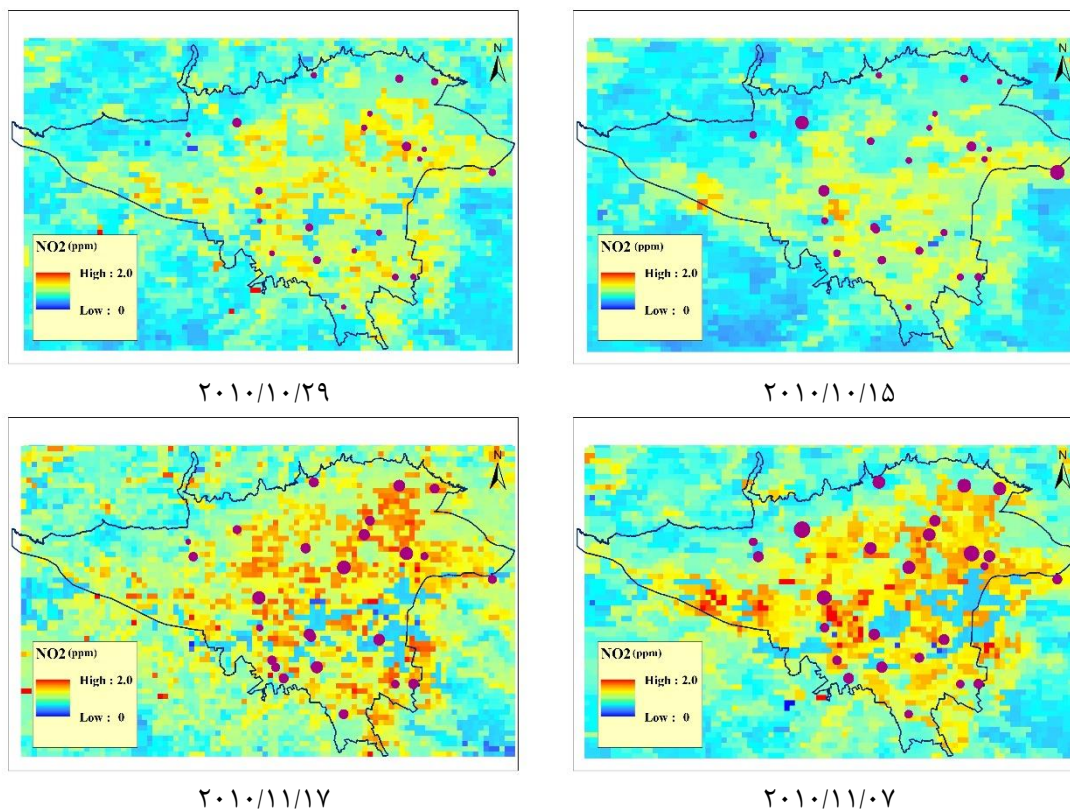 N
NO2 (ppm)
High : 2.0
Low : 0
۲۰۱۰/۱۰/۲۹
N
NO2 (ppm)
High : 2.0
Low : 0
۲۰۱۰/۱۰/۱۵
N
NO2 (ppm)
High : 2.0
Low : 0
۲۰۱۰/۱۱/۱۷
N
NO2 (ppm)
High : 2.0
Low : 0
۲۰۱۰/۱۱/۰۷